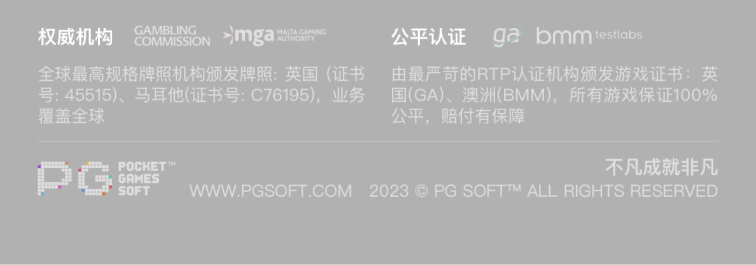 权威机构
GAMBLING COMMISSION
mga MALTA GAMING AUTHORITY
全球最高规格牌照机构颁发牌照: 英国（证书
号: 45515)、马耳他(证书号: C76195)，业务
覆盖全球
公平认证
ga bmm testlabs
由最严苛的RTP认证机构颁发游戏证书：英
国(GA)、澳洲(BMM)，所有游戏保证100%
公平，赔付有保障
PG POCKET GAMES SOFT™
WWW.PGSOFT.COM
不凡成就非凡
2023 © PG SOFT™ ALL RIGHTS RESERVED